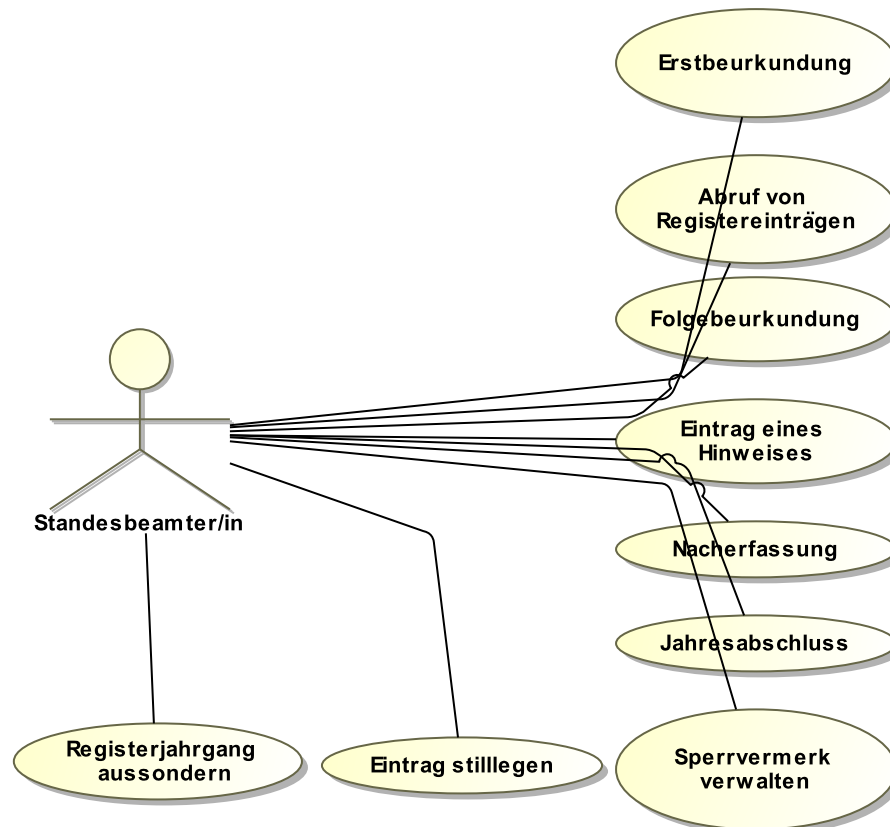 Erstbeurkundung
Abruf von
Registereinträgen
Folgebeurkundung
Eintrag eines
Hinweises
Standesbeamter/in
Nacherfassung
Jahresabschluss
Registerjahrgang
aussondern
Eintrag stilllegen
Sperrvermerk
verwalten